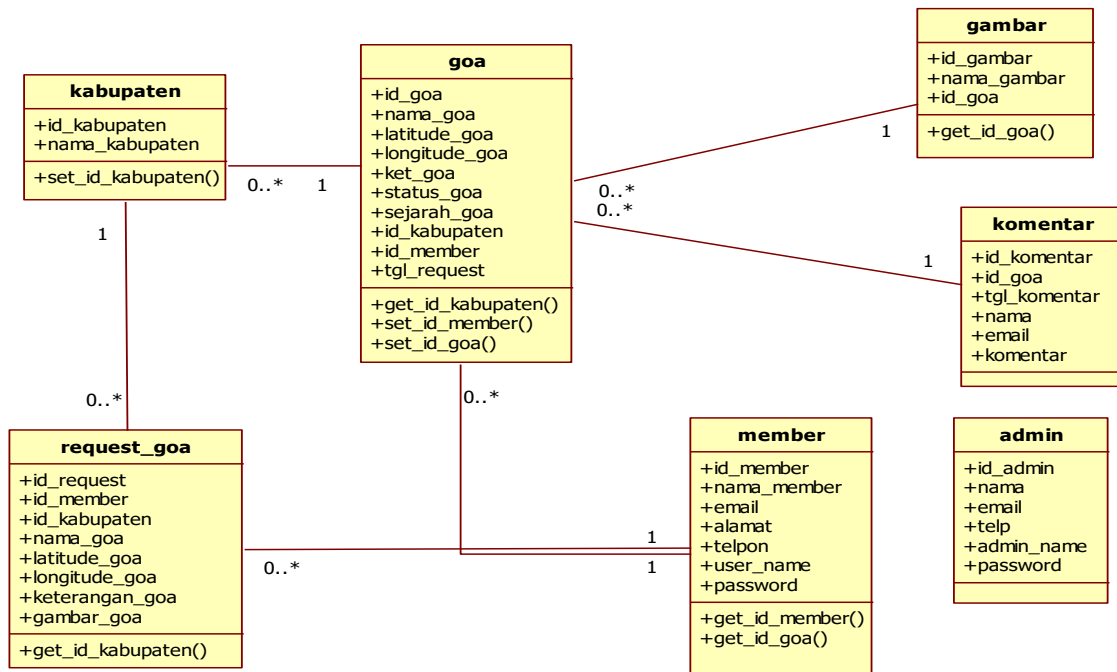 kabupaten
+id_kabupaten
+nama_kabupaten
+set_id_kabupaten()
0..*
1
1
0..*
goa
+id_goa
+nama_goa
+latitude_goa
+longitude_goa
+ket_goa
+status_goa
+sejarah_goa
+id_kabupaten
+id_member
+tgl_request
+get_id_kabupaten()
+set_id_member()
+set_id_goa()
0..*
0..*
0..*
1
1
gambar
+id_gambar
+nama_gambar
+id_goa
+get_id_goa()
komentar
+id_komentar
+id_goa
+tgl_komentar
+nama
+email
+komentar
request_goa
+id_request
+id_member
+id_kabupaten
+nama_goa
+latitude_goa
+longitude_goa
+keterangan_goa
+gambar_goa
+get_id_kabupaten()
0..*
1
1
member
+id_member
+nama_member
+email
+alamat
+telpon
+user_name
+password
+get_id_member()
+get_id_goa()
admin
+id_admin
+nama
+email
+telp
+admin_name
+password